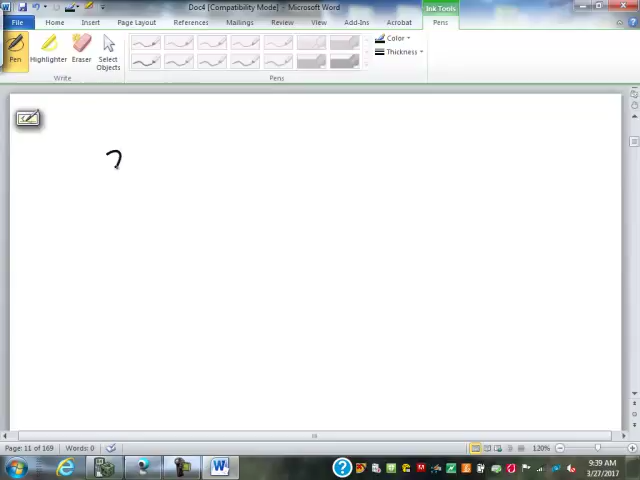 Doc4 [Compatibility Mode] - Microsoft Word
Ink Tools
File Home Insert Page Layout References Mailings Review View Add-Ins Acrobat Pens
Pen Highlighter Eraser Select Objects
Color
Thickness
Write
Pens
Page: 11 of 169 Words: 0 120%
9:39 AM
3/27/2017